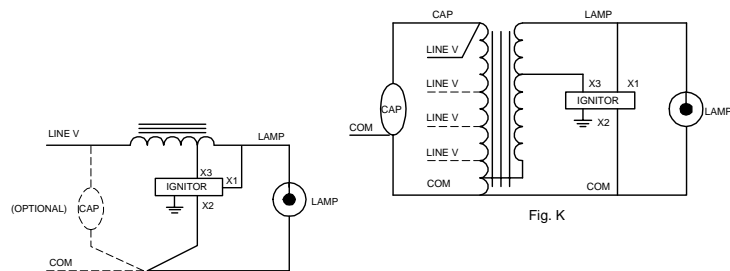 LINE V
LAMP
X3
X1
IGNITOR
X2
(OPTIONAL)
CAP
LAMP
COM
CAP
LAMP
LINE V
LINE V
X3
X1
IGNITOR
CAP
LAMP
LINE V
X2
COM
LINE V
COM
COM
Fig. K